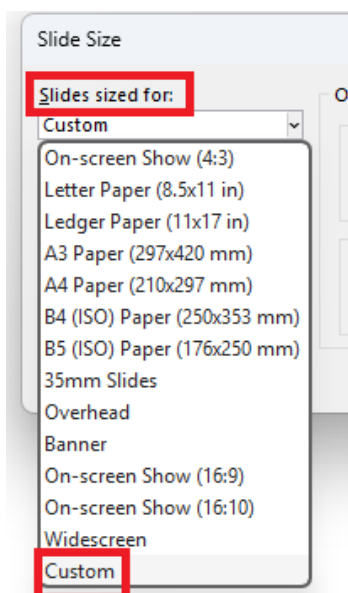 Slide Size
Slides sized for:
O
Custom
On-screen Show (4:3)
Letter Paper (8.5x11 in)
Ledger Paper (11x17 in)
A3 Paper (297x420 mm)
A4 Paper (210x297 mm)
B4 (ISO) Paper (250x353 mm)
B5 (ISO) Paper (176x250 mm)
35mm Slides
Overhead
Banner
On-screen Show (16:9)
On-screen Show (16:10)
Widescreen
Custom